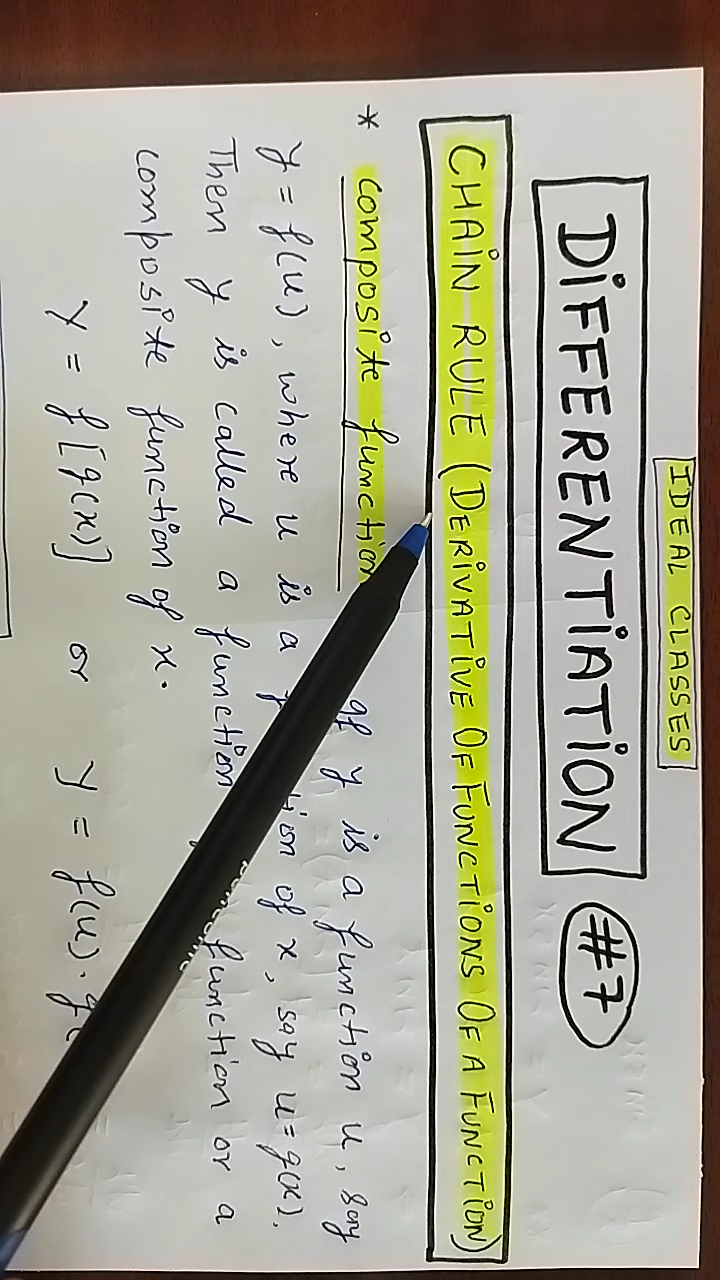 IDEAL CLASSES
DIFFERENTIATION #7
CHAIN RULE (DERIVATIVE OF FUNCTIONS OF A FUNCTION)
* composite function If y is a function u, say
y = f(u), where u is a of x, say u = g(x).
Then y is called a function function or a
composite function of x.
y = f[g(x)] or y = f(u).